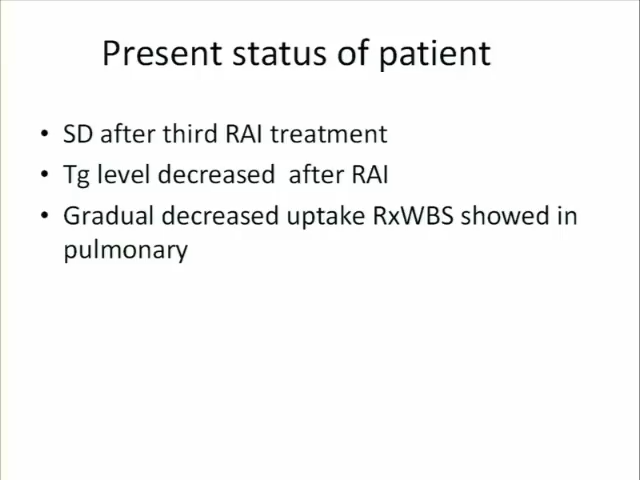 Present status of patient
• SD after third RAI treatment
• Tg level decreased  after RAI
• Gradual decreased uptake RxWBS showed in
pulmonary